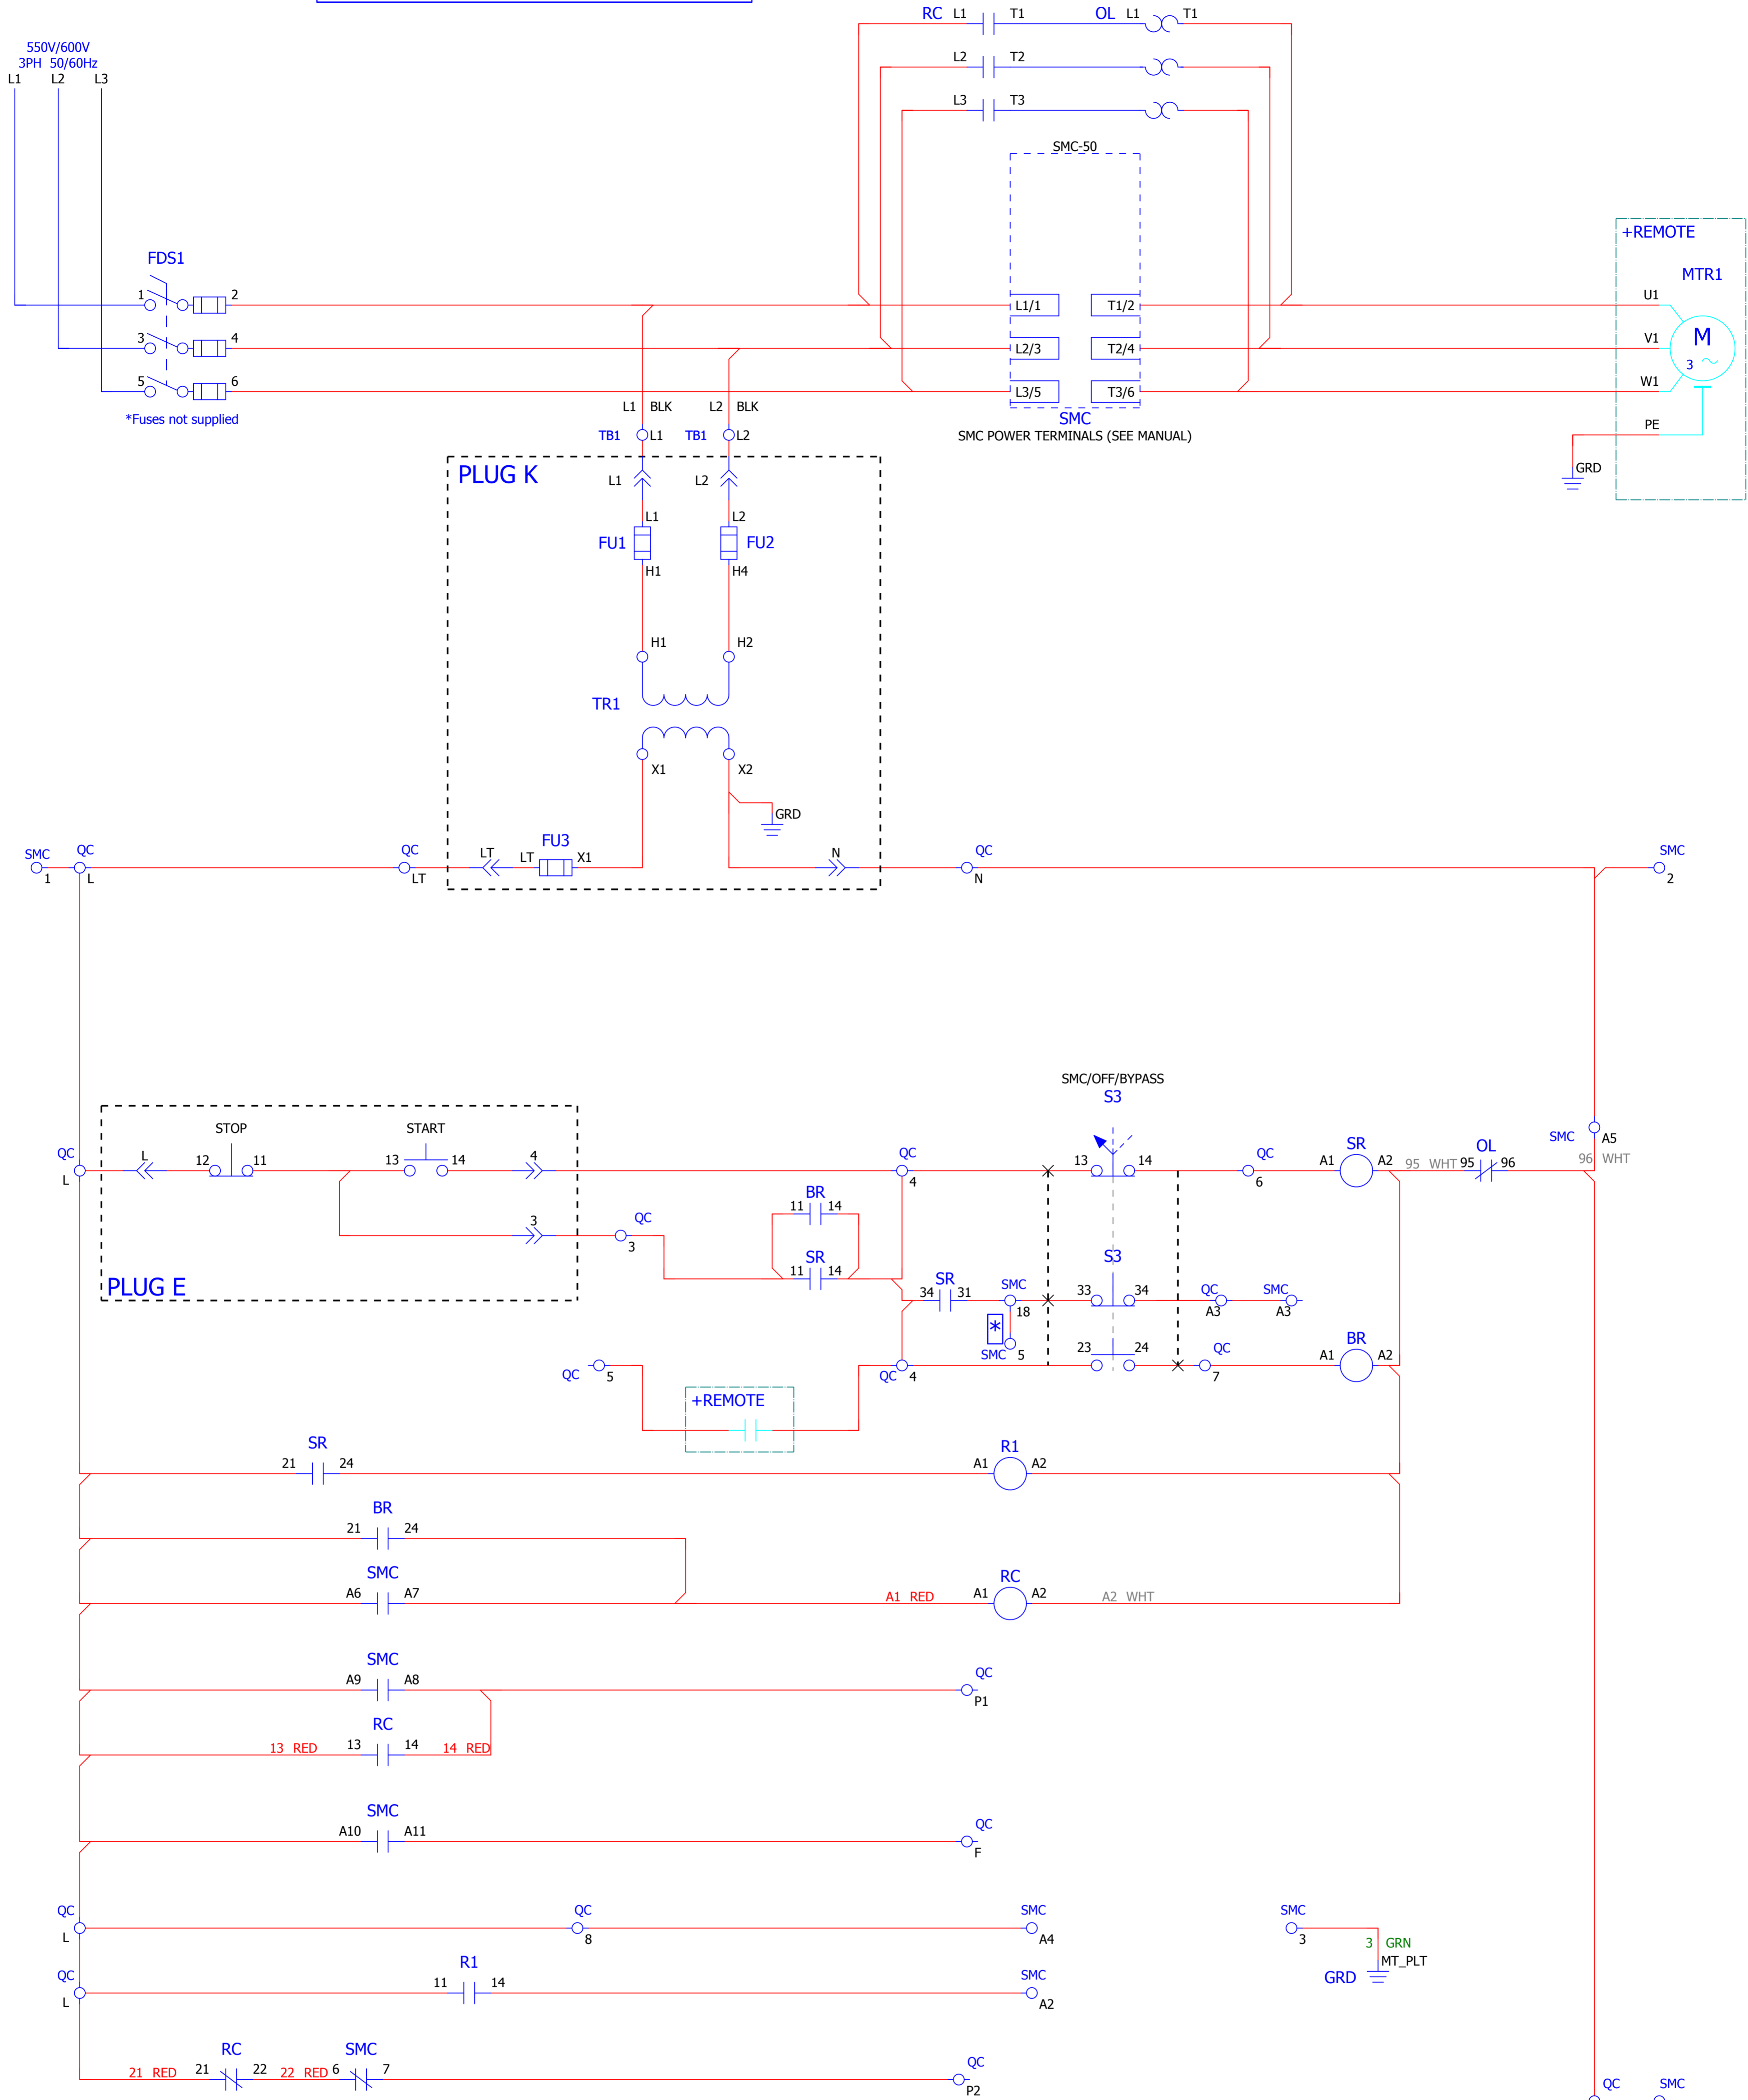 RC L1 T1 OL L1 T1
550V/600V
3PH 50/60Hz
L1 L2 L3
L2 T2
L3 T3
SMC-50
+REMOTE
MTR1
FDS1
1 2 L1/1 T1/2 U1
3 4 L2/3 T2/4 V1 M
3
5 6 L3/5 T3/6 W1
*Fuses not supplied
L1 BLK L2 BLK
SMC
PE
TB1 L1 TB1 L2
SMC POWER TERMINALS (SEE MANUAL)
GRD
PLUG K
L1 L2
L1 L2
FU1 FU2
H1 H4
H1 H2
TR1
X1 X2
GRD
SMC QC QC FU3 QC SMC
LT LT X1 N
1 L LT N 2
SMC/OFF/BYPASS
S3
STOP START
SMC A5
QC L 12 11 13 14 4 QC 13 14 QC SR OL
A1 A2 95 WHT 95 96 96 WHT
L 4 6
BR
11 14
3 QC
3
SR
11 14
S3
PLUG E
SR
34 31 SMC 33 34 QC SMC
18 A3 A3
*
SMC 5
23 24 QC BR
A1 A2
QC 5 QC 4 7
+REMOTE
SR
21 24
R1
A1 A2
BR
21 24
SMC
A6 A7
RC
A1 RED A1 A2 A2 WHT
SMC
A9 A8 QC
P1
RC
13 RED 13 14 14 RED
SMC
A10 A11 QC
F
QC QC SMC SMC
L 8 A4 3
3 GRN
MT_PLT
GRD
QC R1 SMC
11 14
L A2
RC SMC
21 RED 21 22 22 RED 6 7 QC
P2
QC SMC